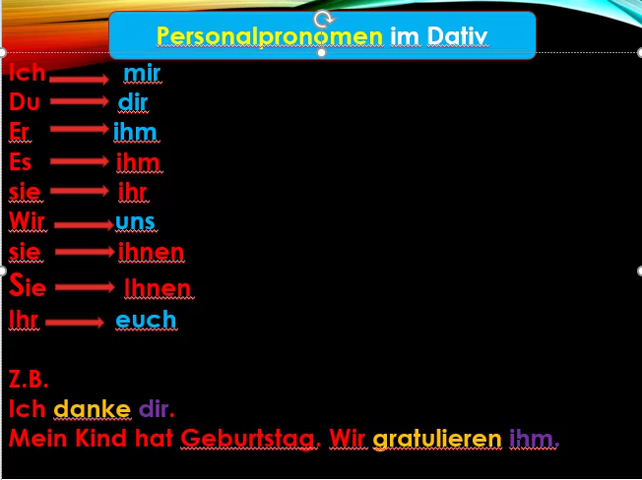 Personalpronomen im Dativ
Ich mir
Du dir
Er ihm
Es ihm
sie ihr
Wir uns
sie ihnen
Sie Ihnen
Ihr euch
Z.B.
Ich danke dir.
Mein Kind hat Geburtstag. Wir gratulieren ihm.